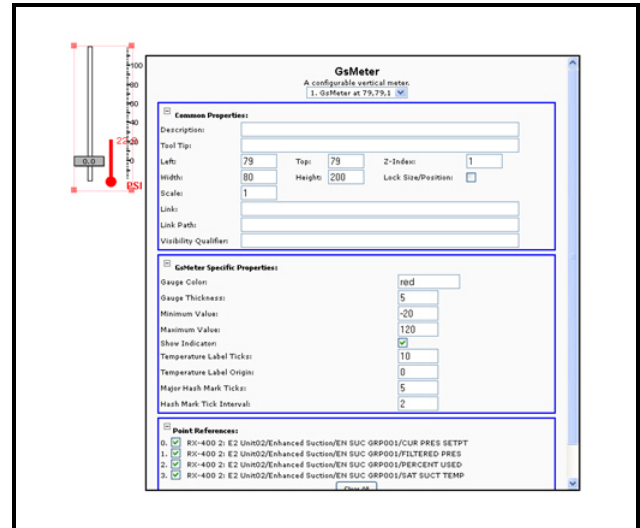 GsMeter
A configurable vertical meter.
1. GsMeter at 79,79,1
Common Properties:
Description:
Tool Tip:
Left: 79 Top: 79 Z-Index: 1
Width: 80 Height: 200 Lock Size/Position:
Scale: 1
Link:
Link Path:
Visibility Qualifier:
GsMeter Specific Properties:
Gauge Color: red
Gauge Thickness: 5
Minimum Value: -20
Maximum Value: 120
Show Indicator:
Temperature Label Ticks: 10
Temperature Label Origin: 0
Major Hash Mark Ticks: 5
Hash Mark Tick Interval: 2
Point References:
0. RX-400 2: E2 Unit02/Enhanced Suction/EN SUC GRP001/CUR PRES SETPT
1. RX-400 2: E2 Unit02/Enhanced Suction/EN SUC GRP001/FILTERED PRES
2. RX-400 2: E2 Unit02/Enhanced Suction/EN SUC GRP001/PERCENT USED
3. RX-400 2: E2 Unit02/Enhanced Suction/EN SUC GRP001/SAT SUCT TEMP
Clear All
100
0.0
PSI